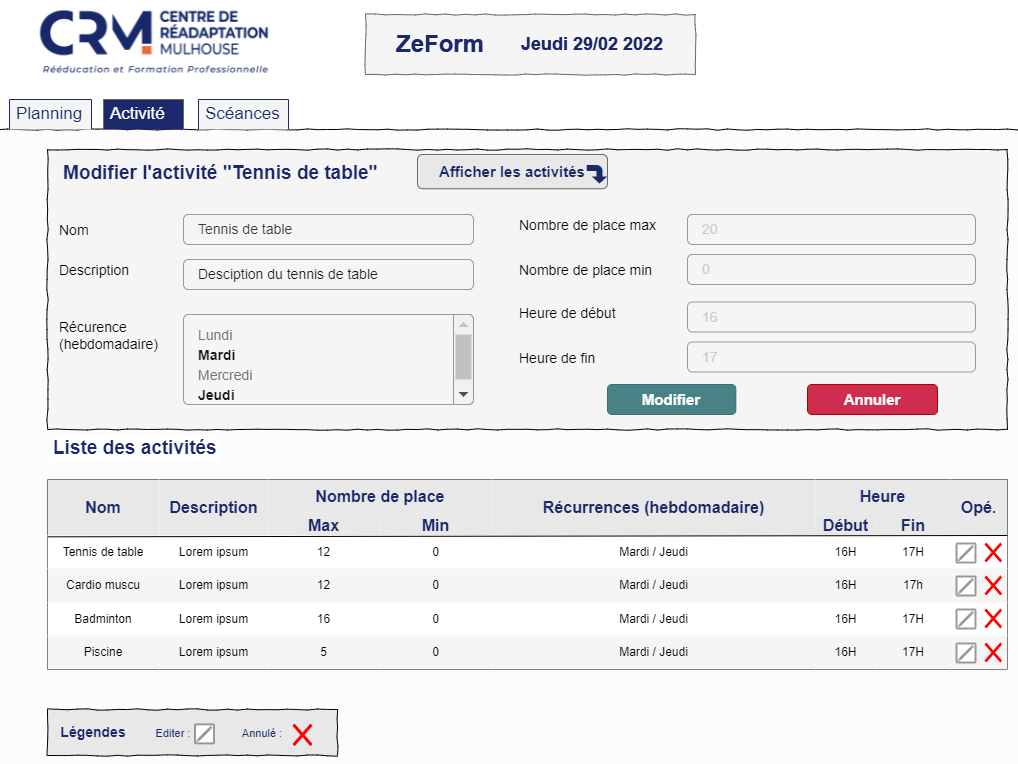 CRM CENTRE DE
RÉADAPTATION
MULHOUSE
Rééducation et Formation Professionnelle
ZeForm Jeudi 29/02 2022
Planning Activité Scéances
Modifier l'activité "Tennis de table" Afficher les activités
Nom Tennis de table
Description Desciption du tennis de table
Récurence
(hebdomadaire)
Lundi
Mardi
Mercredi
Jeudi
Nombre de place max 20
Nombre de place min 0
Heure de début 16
Heure de fin 17
Modifier Annuler
Liste des activités
Nom Description Nombre de place Récurrences (hebdomadaire) Heure Opé.
Max Min Début Fin
Tennis de table Lorem ipsum 12 0 Mardi / Jeudi 16H 17H
Cardio muscu Lorem ipsum 12 0 Mardi / Jeudi 16H 17h
Badminton Lorem ipsum 16 0 Mardi / Jeudi 16H 17H
Piscine Lorem ipsum 5 0 Mardi / Jeudi 16H 17H
Légendes Editer : Annulé :